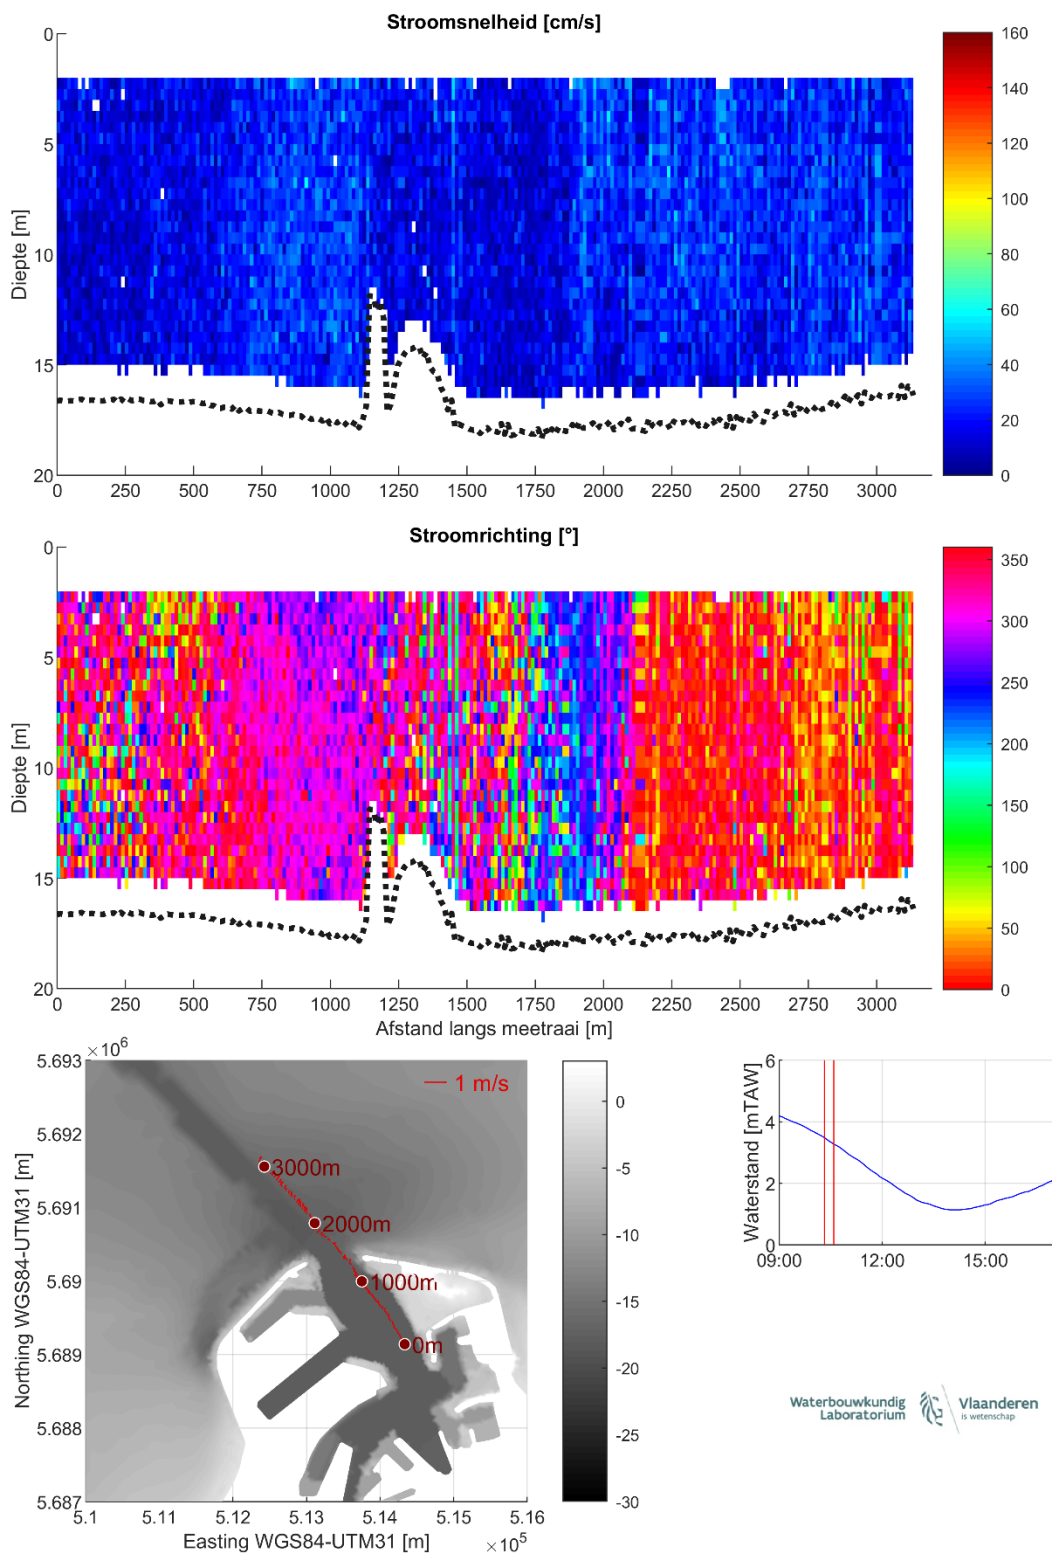 Stroomsnelheid [cm/s]
Diepte [m]
0
5
10
15
20
0 250 500 750 1000 1250 1500 1750 2000 2250 2500 2750 3000
160
140
120
100
80
60
40
20
0
Stroomrichting [°]
Diepte [m]
0
5
10
15
20
0 250 500 750 1000 1250 1500 1750 2000 2250 2500 2750 3000
Afstand langs meetraai [m]
350
300
250
200
150
100
50
0
×10⁶
Northing WGS84-UTM31 [m]
5.693
5.692
5.691
5.69
5.689
5.688
5.687
5.1 5.11 5.12 5.13 5.14 5.15 5.16
Easting WGS84-UTM31 [m]
×10⁵
1 m/s
3000m
2000m
1000m
0m
0
-5
-10
-15
-20
-25
-30
Waterstand [mTAW]
6
4
2
0
09:00 12:00 15:00
Waterbouwkundig
Laboratorium
Vlaanderen
is wetenschap